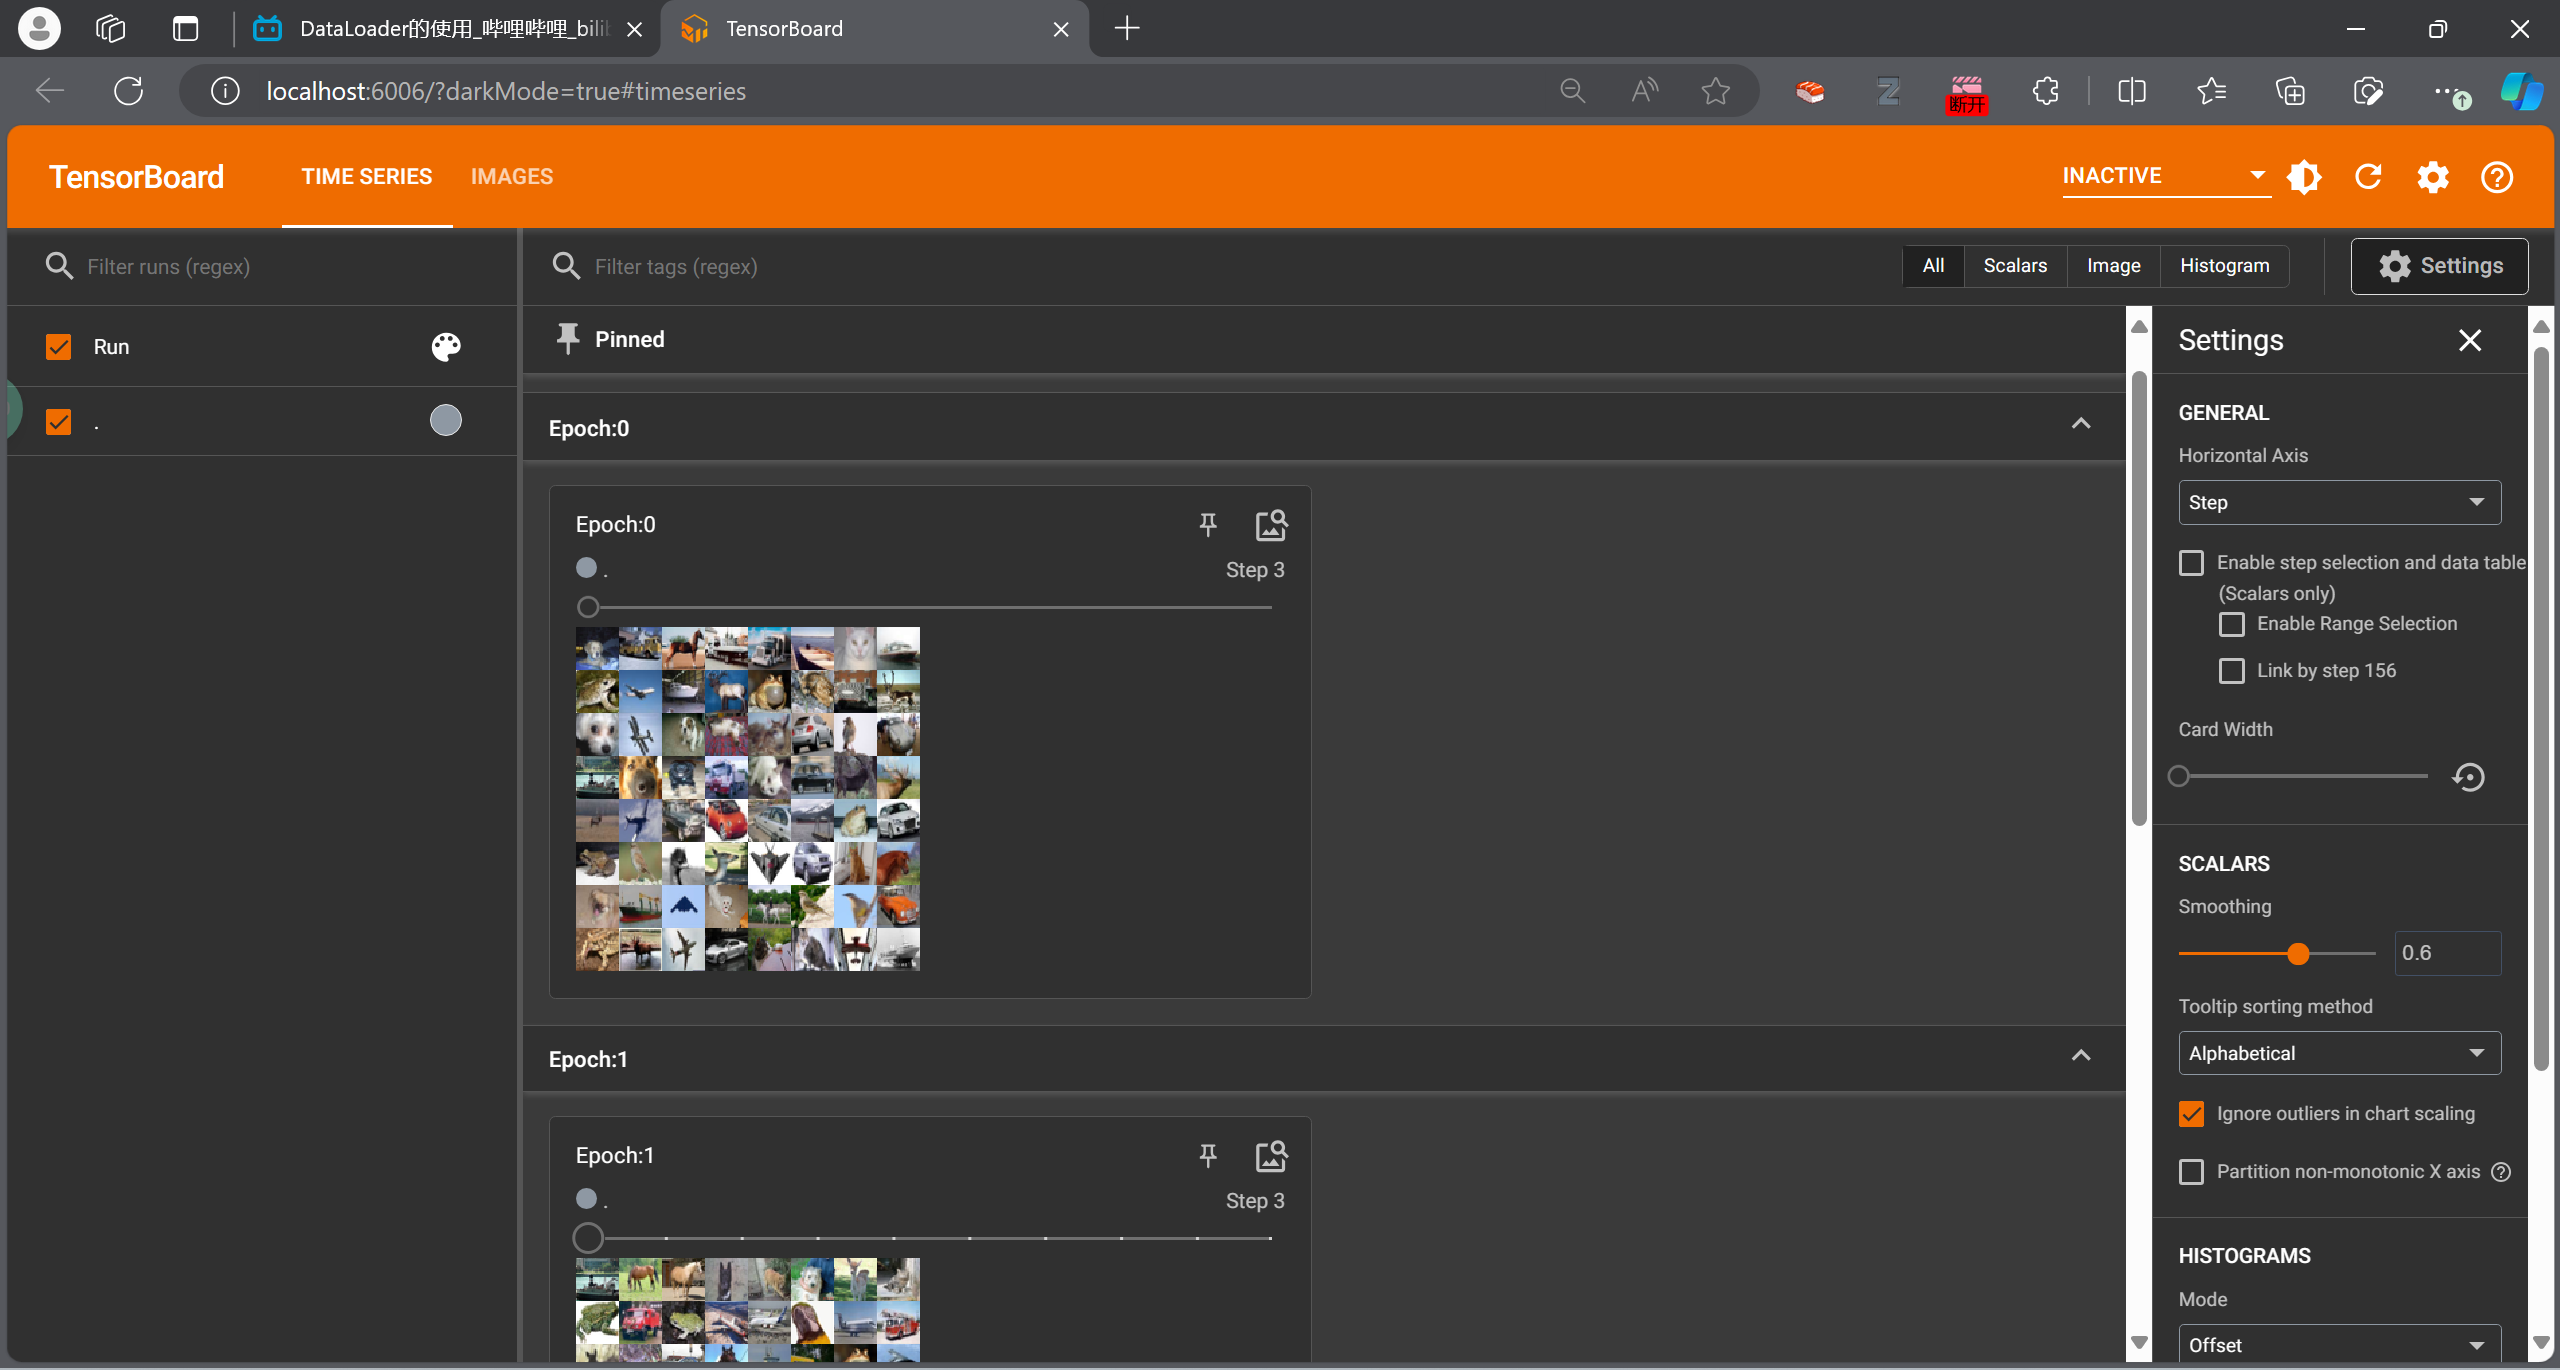 DataLoader的使用_哔哩哔哩_bili
TensorBoard
localhost:6006/?darkMode=true#timeseries
断开
TensorBoard
TIME SERIES
IMAGES
INACTIVE
Filter runs (regex)
Filter tags (regex)
All
Scalars
Image
Histogram
Settings
Run
.
Pinned
Epoch:0
Epoch:0
.
Step 3
Epoch:1
Epoch:1
.
Step 3
Settings
GENERAL
Horizontal Axis
Step
Enable step selection and data table
(Scalars only)
Enable Range Selection
Link by step 156
Card Width
SCALARS
Smoothing
0.6
Tooltip sorting method
Alphabetical
Ignore outliers in chart scaling
Partition non-monotonic X axis
HISTOGRAMS
Mode
Offset